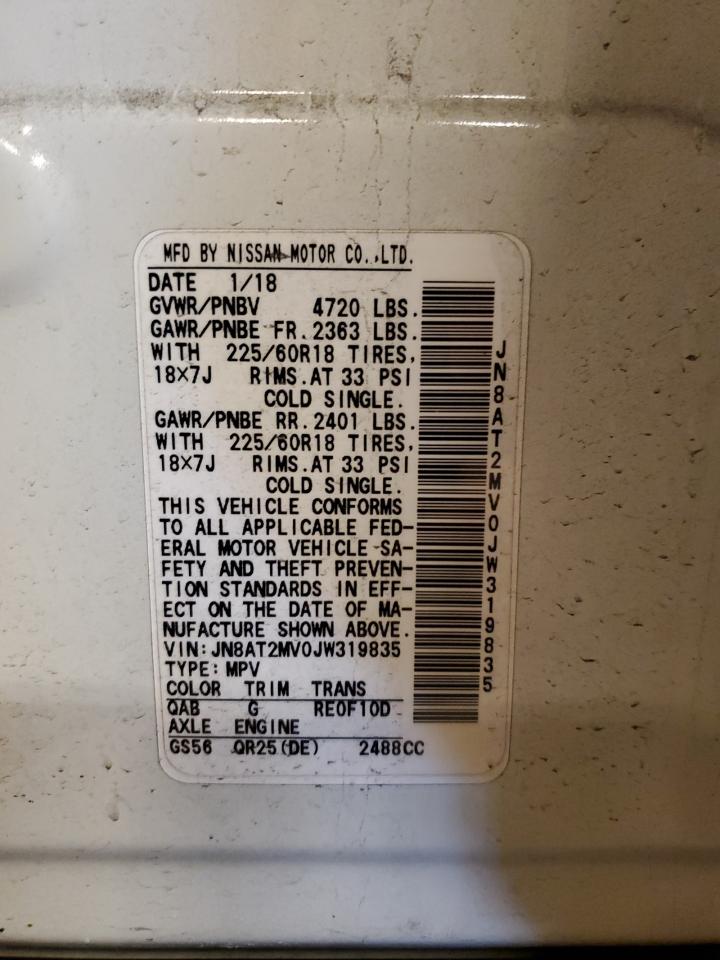 MFD BY NISSAN MOTOR CO.,LTD.
DATE 1/18
GVWR/PNBV 4720 LBS.
GAWR/PNBE FR.2363 LBS.
WITH 225/60R18 TIRES,
18×7J RIMS.AT 33 PSI
COLD SINGLE.
GAWR/PNBE RR.2401 LBS.
WITH 225/60R18 TIRES,
18×7J RIMS.AT 33 PSI
COLD SINGLE.
THIS VEHICLE CONFORMS
TO ALL APPLICABLE FED-
ERAL MOTOR VEHICLE SA-
FETY AND THEFT PREVEN-
TION STANDARDS IN EFF-
ECT ON THE DATE OF MA-
NUFACTURE SHOWN ABOVE.
VIN:JN8AT2MV0JW319835
TYPE:MPV
COLOR TRIM TRANS
QAB G RE0F10D
AXLE ENGINE
GS56 QR25(DE) 2488CC
JN8AT2MV0JW319835